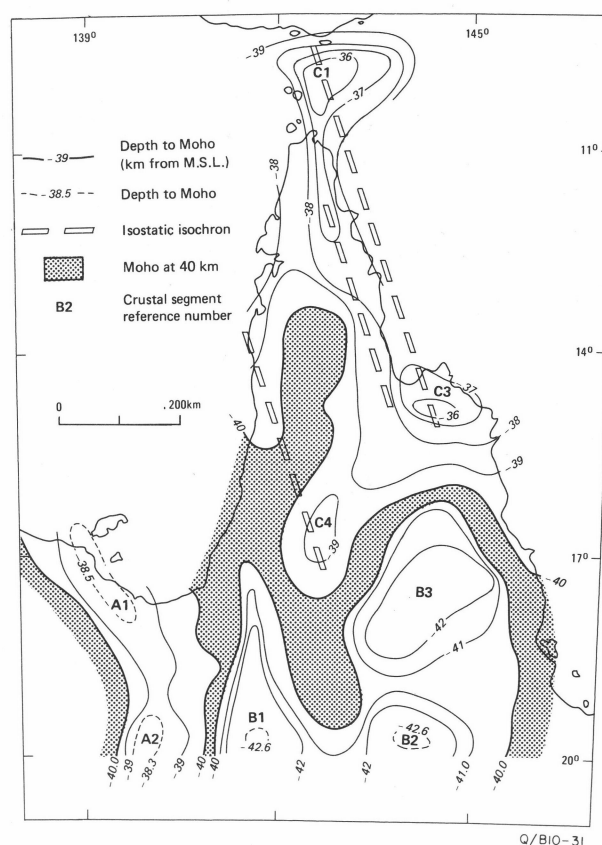 139°
145°
-39
-36
C1
-37
-39
Depth to Moho
(km from M.S.L.)
-38.5
Depth to Moho
Isostatic isochron
Moho at 40 km
B2
Crustal segment
reference number
0
.200km
11°
-38
-38
14°
-37
C3
-36
-38
-40
-39
C4
-39
17°
-40
38.5
A1
B3
-42
-41
A2
B1
-42.6
-42.6
B2
20°
-40.0
-39
-38.3
-39
-40
-40
-42
-42
-41.0
-40.0
Q/B10-31